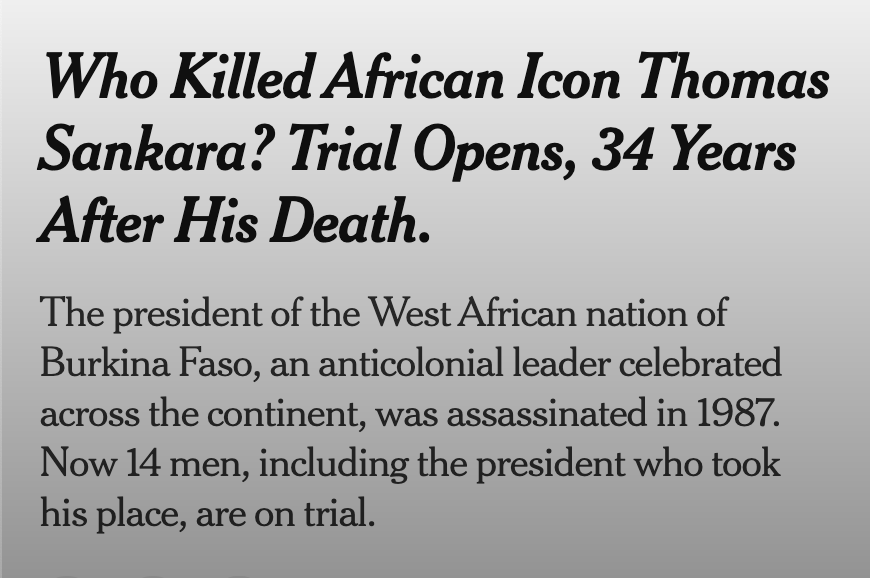 Who Killed African Icon Thomas
Sankara? Trial Opens, 34 Years
After His Death.
The president of the West African nation of
Burkina Faso, an anticolonial leader celebrated
across the continent, was assassinated in 1987.
Now 14 men, including the president who took
his place, are on trial.